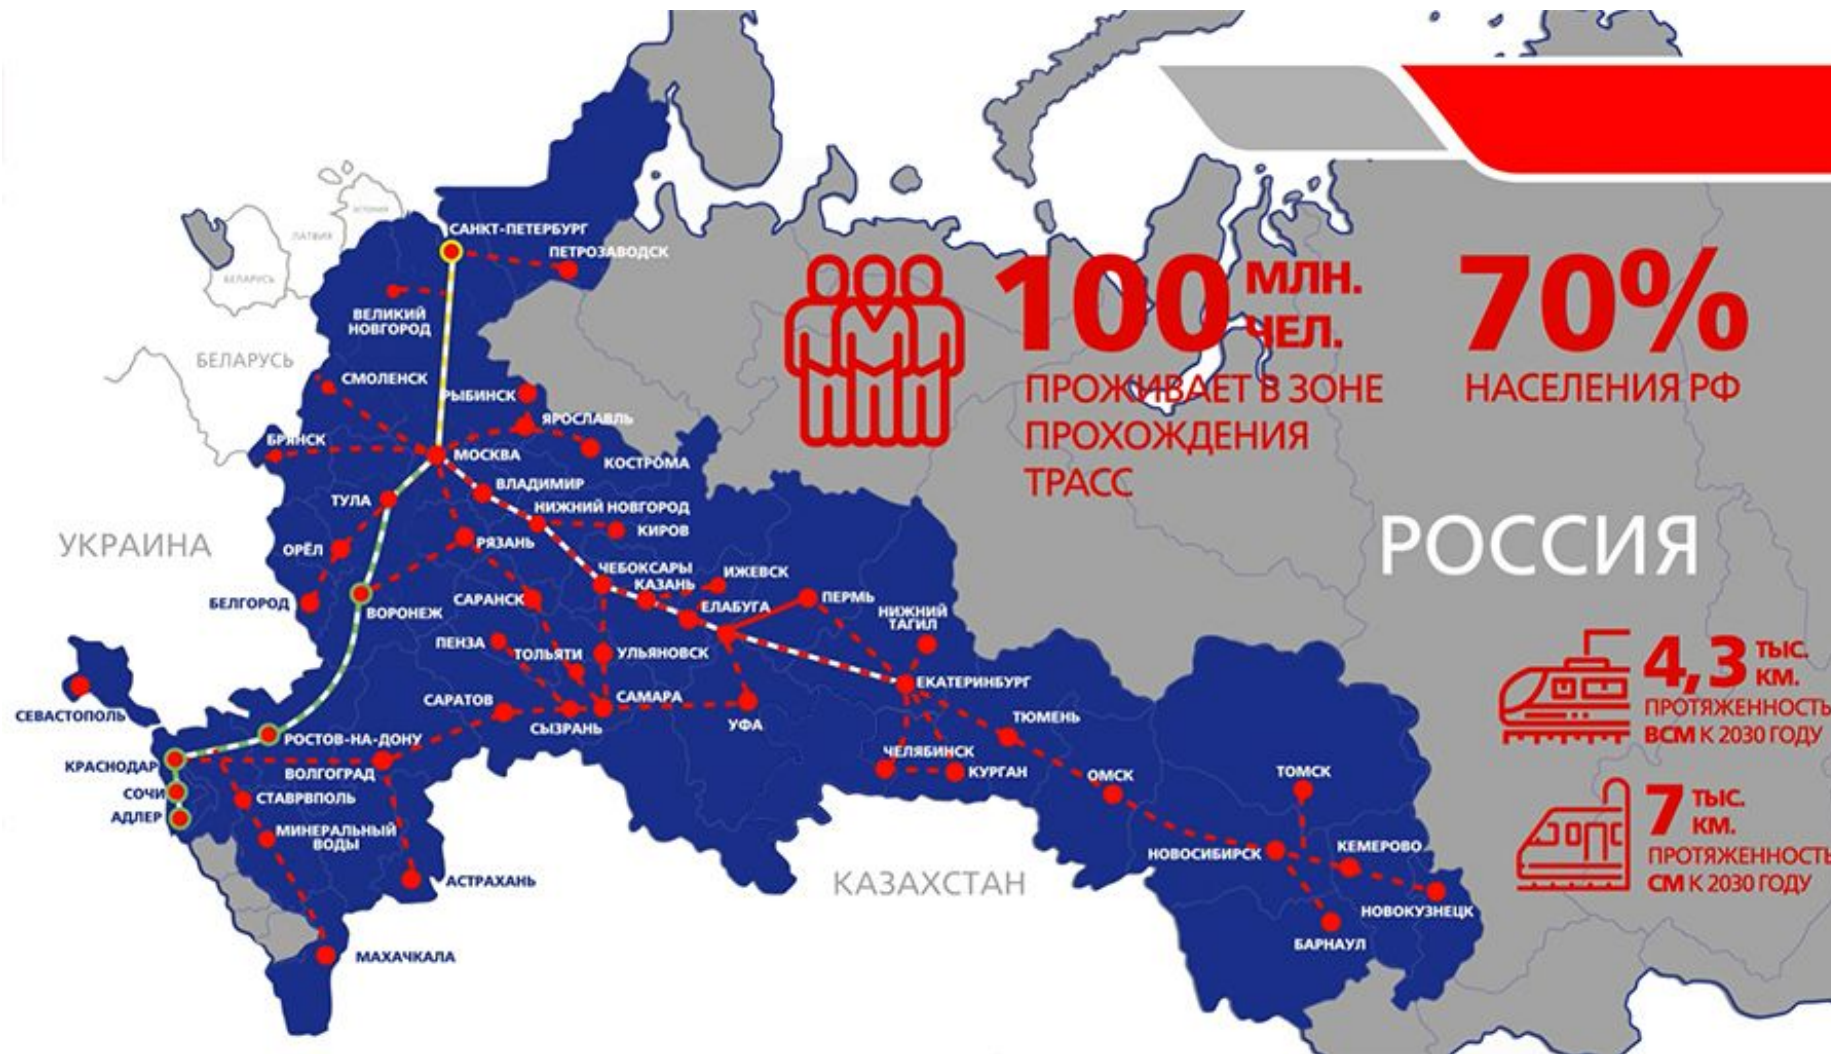 ЭСТОНИЯ
ЛАТВИЯ
БЕЛАРУСЬ
САНКТ-ПЕТЕРБУРГ
ПЕТРОЗАВОДСК
ВЕЛИКИЙ
НОВГОРОД
БЕЛАРУСЬ
СМОЛЕНСК
РЫБИНСК
ЯРОСЛАВЛЬ
БРЯНСК
МОСКВА
КОСТРОМА
ВЛАДИМИР
ТУЛА
НИЖНИЙ НОВГОРОД
КИРОВ
УКРАИНА
ОРЁЛ
РЯЗАНЬ
ЧЕБОКСАРЫ
КАЗАНЬ
ИЖЕВСК
БЕЛГОРОД
ВОРОНЕЖ
САРАНСК
ЕЛАБУГА
ПЕРМЬ
НИЖНИЙ
ТАГИЛ
ПЕНЗА
ТОЛЬЯТИ
УЛЬЯНОВСК
ЕКАТЕРИНБУРГ
СЕВАСТОПОЛЬ
САРАТОВ
САМАРА
СЫЗРАНЬ
УФА
ТЮМЕНЬ
РОСТОВ-НА-ДОНУ
КРАСНОДАР
ВОЛГОГРАД
ЧЕЛЯБИНСК
КУРГАН
ОМСК
ТОМСК
СОЧИ
СТАВРВПОЛЬ
АДЛЕР
МИНЕРАЛЬНЫЙ
ВОДЫ
НОВОСИБИРСК
КЕМЕРОВО
АСТРАХАНЬ
КАЗАХСТАН
НОВОКУЗНЕЦК
БАРНАУЛ
МАХАЧКАЛА
100 МЛН.
ЧЕЛ.
ПРОЖИВАЕТ В ЗОНЕ
ПРОХОЖДЕНИЯ
ТРАСС
70%
НАСЕЛЕНИЯ РФ
РОССИЯ
4,3 ТЫС.
КМ.
ПРОТЯЖЕННОСТЬ
ВСМ К 2030 ГОДУ
7 ТЫС.
КМ.
ПРОТЯЖЕННОСТЬ
СМ К 2030 ГОДУ